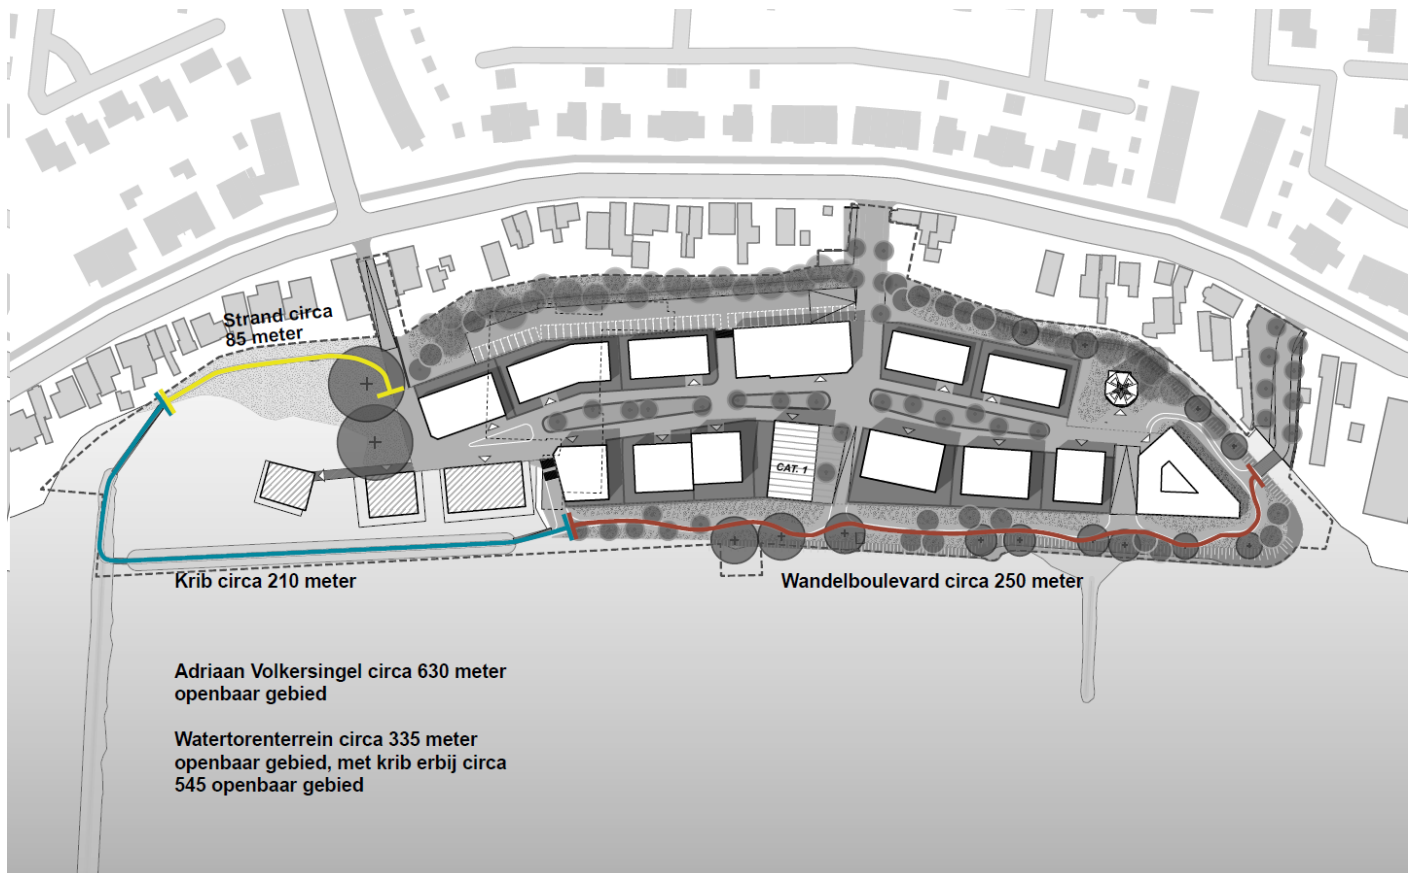 Strand circa
85 meter
CAT. 1
Krib circa 210 meter
Wandelboulevard circa 250 meter
Adriaan Volkersingel circa 630 meter
openbaar gebied
Watertorenterrein circa 335 meter
openbaar gebied, met krib erbij circa
545 openbaar gebied